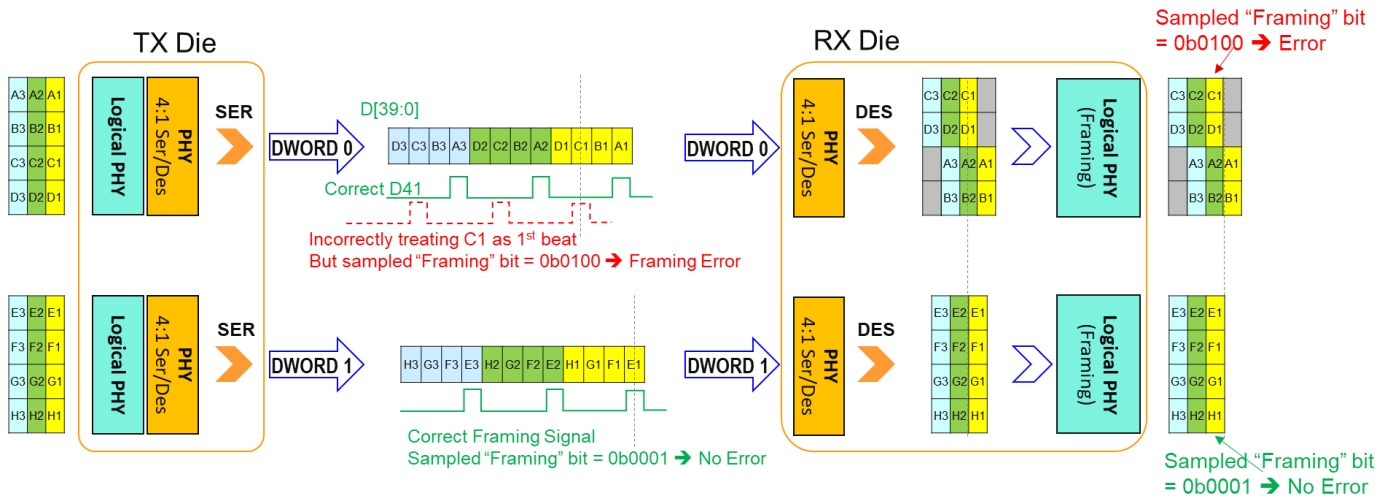 TX Die
RX Die
Sampled “Framing” bit
= 0b0100 ➔ Error
A3 A2 A1
B3 B2 B1
C3 C2 C1
D3 D2 D1
Logical PHY
PHY
4:1 Ser/Des
SER
DWORD 0
D[39:0]
D3 C3 B3 A3 D2 C2 B2 A2 D1 C1 B1 A1
Correct D41
Incorrectly treating C1 as 1st beat
But sampled “Framing” bit = 0b0100 ➔ Framing Error
DWORD 0
PHY
4:1 Ser/Des
DES
C3 C2 C1
D3 D2 D1
A3 A2 A1
B3 B2 B1
Logical PHY
(Framing)
C3 C2 C1
D3 D2 D1
A3 A2 A1
B3 B2 B1
E3 E2 E1
F3 F2 F1
G3 G2 G1
H3 H2 H1
Logical PHY
PHY
4:1 Ser/Des
SER
DWORD 1
H3 G3 F3 E3 H2 G2 F2 E2 H1 G1 F1 E1
Correct Framing Signal
Sampled “Framing” bit = 0b0001 ➔ No Error
DWORD 1
PHY
4:1 Ser/Des
DES
E3 E2 E1
F3 F2 F1
G3 G2 G1
H3 H2 H1
Logical PHY
(Framing)
E3 E2 E1
F3 F2 F1
G3 G2 G1
H3 H2 H1
Sampled “Framing” bit
= 0b0001 ➔ No Error